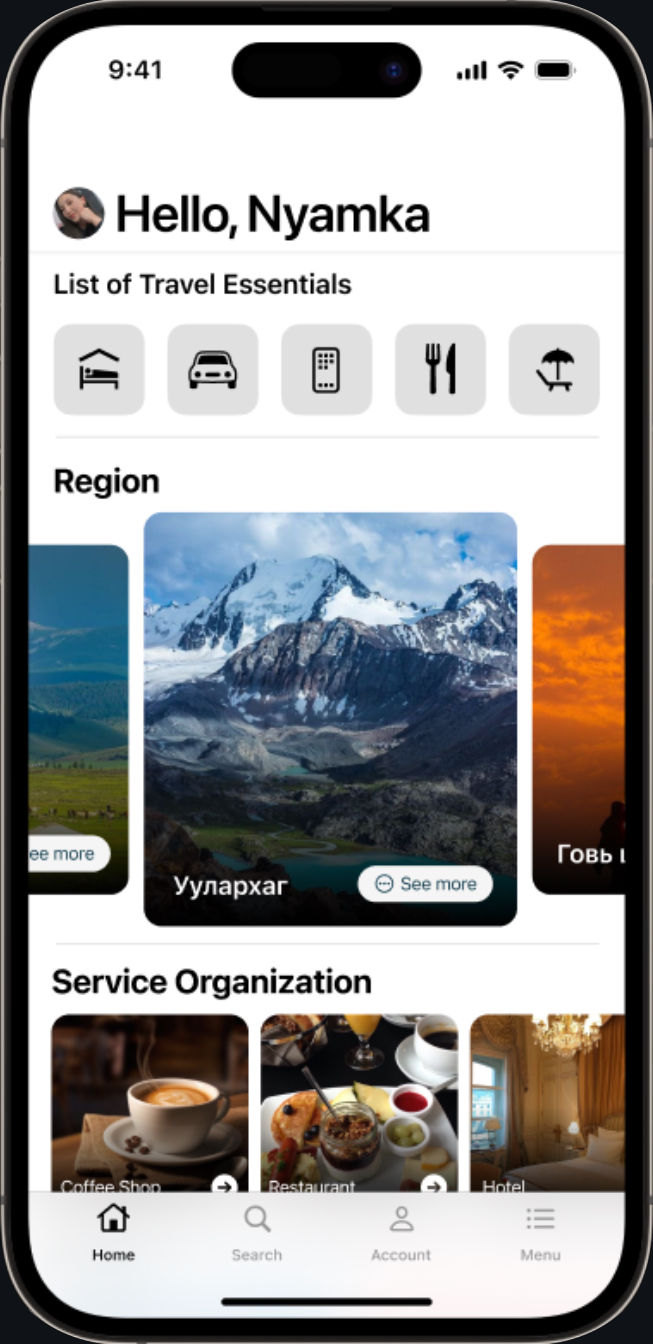 9:41
Hello, Nyamka
List of Travel Essentials
Region
ee more
Уулархаг
See more
Говь
Service Organization
Coffee Shop
Restaurant
Hotel
Home
Search
Account
Menu